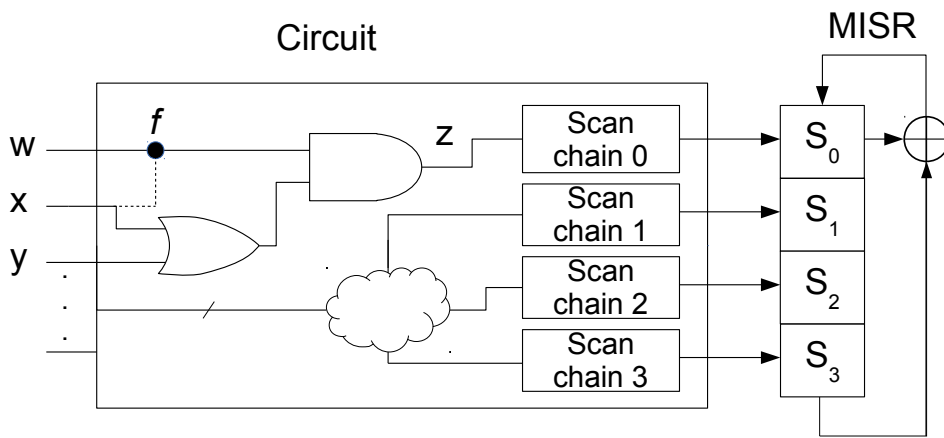 Circuit
MISR
w
f
z
x
y
Scan
chain 0
Scan
chain 1
Scan
chain 2
Scan
chain 3
S0
S1
S2
S3